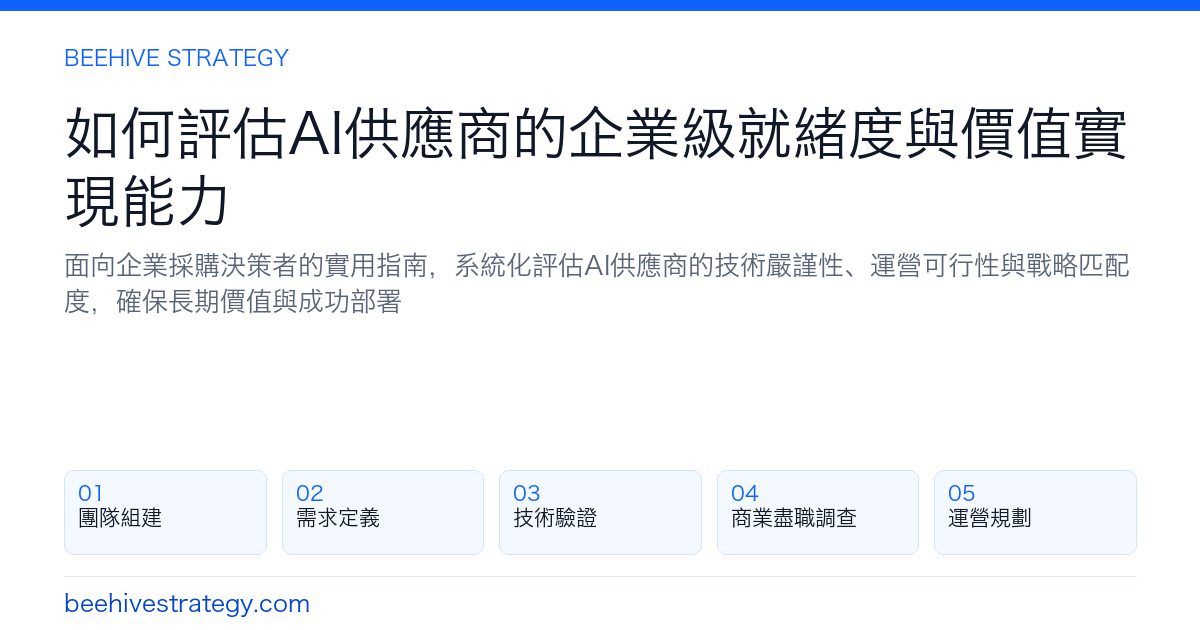 BEEHIVE STRATEGY
如何評估AI供應商的企業級就緒度與價值實
現能力
面向企業採購決策者的實用指南，系統化評估AI供應商的技術嚴謹性、運營可行性與戰略匹配
度，確保長期價值與成功部署
01
團隊組建
02
需求定義
03
技術驗證
04
商業盡職調查
05
運營規劃
beehivestrategy.com